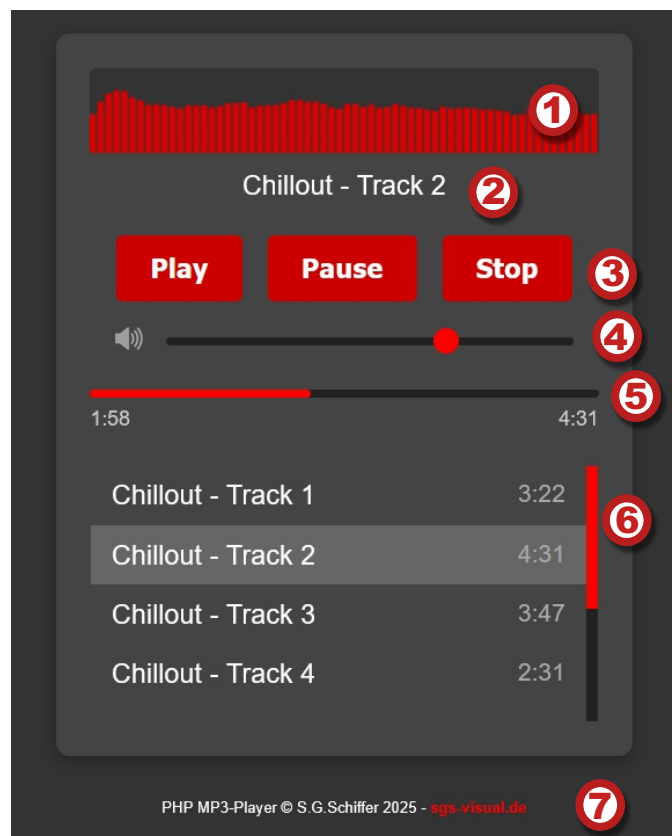 1
Chillout - Track 2 2
Play Pause Stop 3
4
5
1:58 4:31
Chillout - Track 1 3:22
6
Chillout - Track 2 4:31
Chillout - Track 3 3:47
Chillout - Track 4 2:31
PHP MP3-Player © S.G.Schiffer 2025 - sgs-visual.de 7